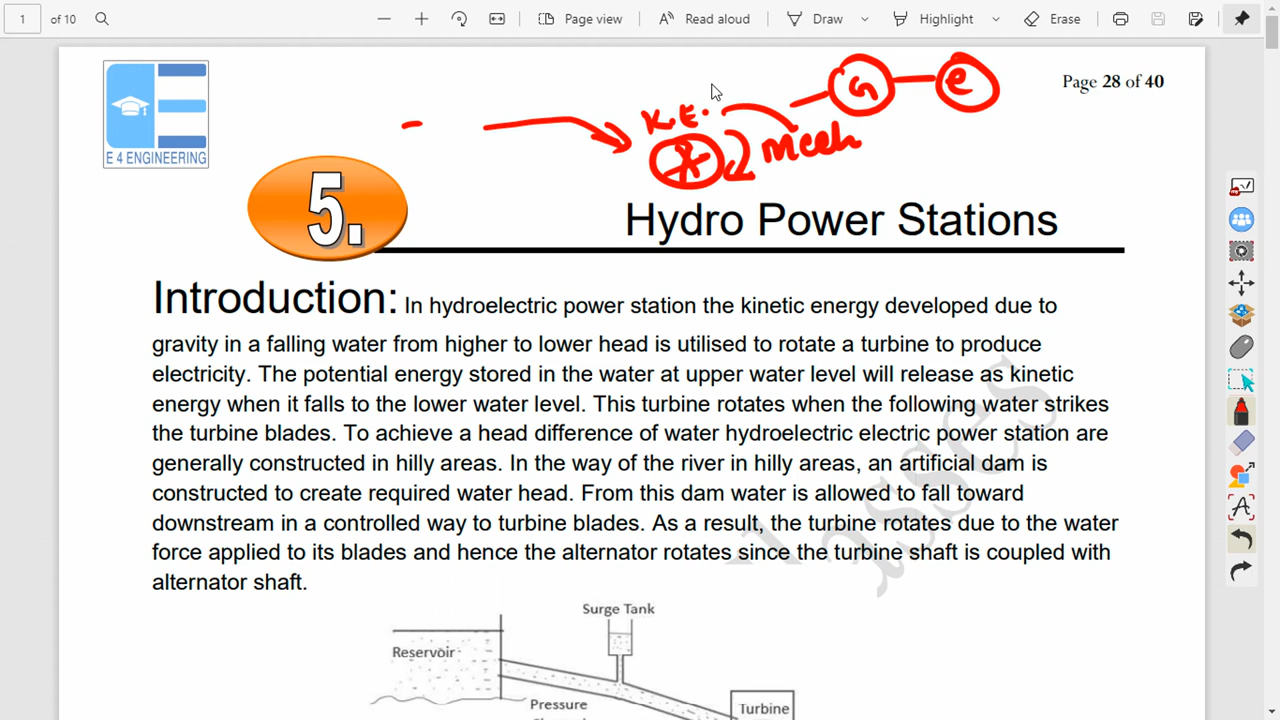 1 of 10 Page view Read aloud Draw Highlight Erase
E 4 ENGINEERING
Page 28 of 40
K.E. Mech G e
5.
Hydro Power Stations
Introduction: In hydroelectric power station the kinetic energy developed due to
gravity in a falling water from higher to lower head is utilised to rotate a turbine to produce
electricity. The potential energy stored in the water at upper water level will release as kinetic
energy when it falls to the lower water level. This turbine rotates when the following water strikes
the turbine blades. To achieve a head difference of water hydroelectric electric power station are
generally constructed in hilly areas. In the way of the river in hilly areas, an artificial dam is
constructed to create required water head. From this dam water is allowed to fall toward
downstream in a controlled way to turbine blades. As a result, the turbine rotates due to the water
force applied to its blades and hence the alternator rotates since the turbine shaft is coupled with
alternator shaft.
Surge Tank
Reservoir
Pressure
Turbine